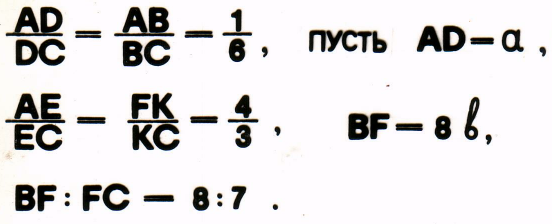 AD/DC = AB/BC = 1/6, пусть AD = a,
AE/EC = FK/KC = 4/3, BF = 8b,
BF : FC = 8 : 7 .